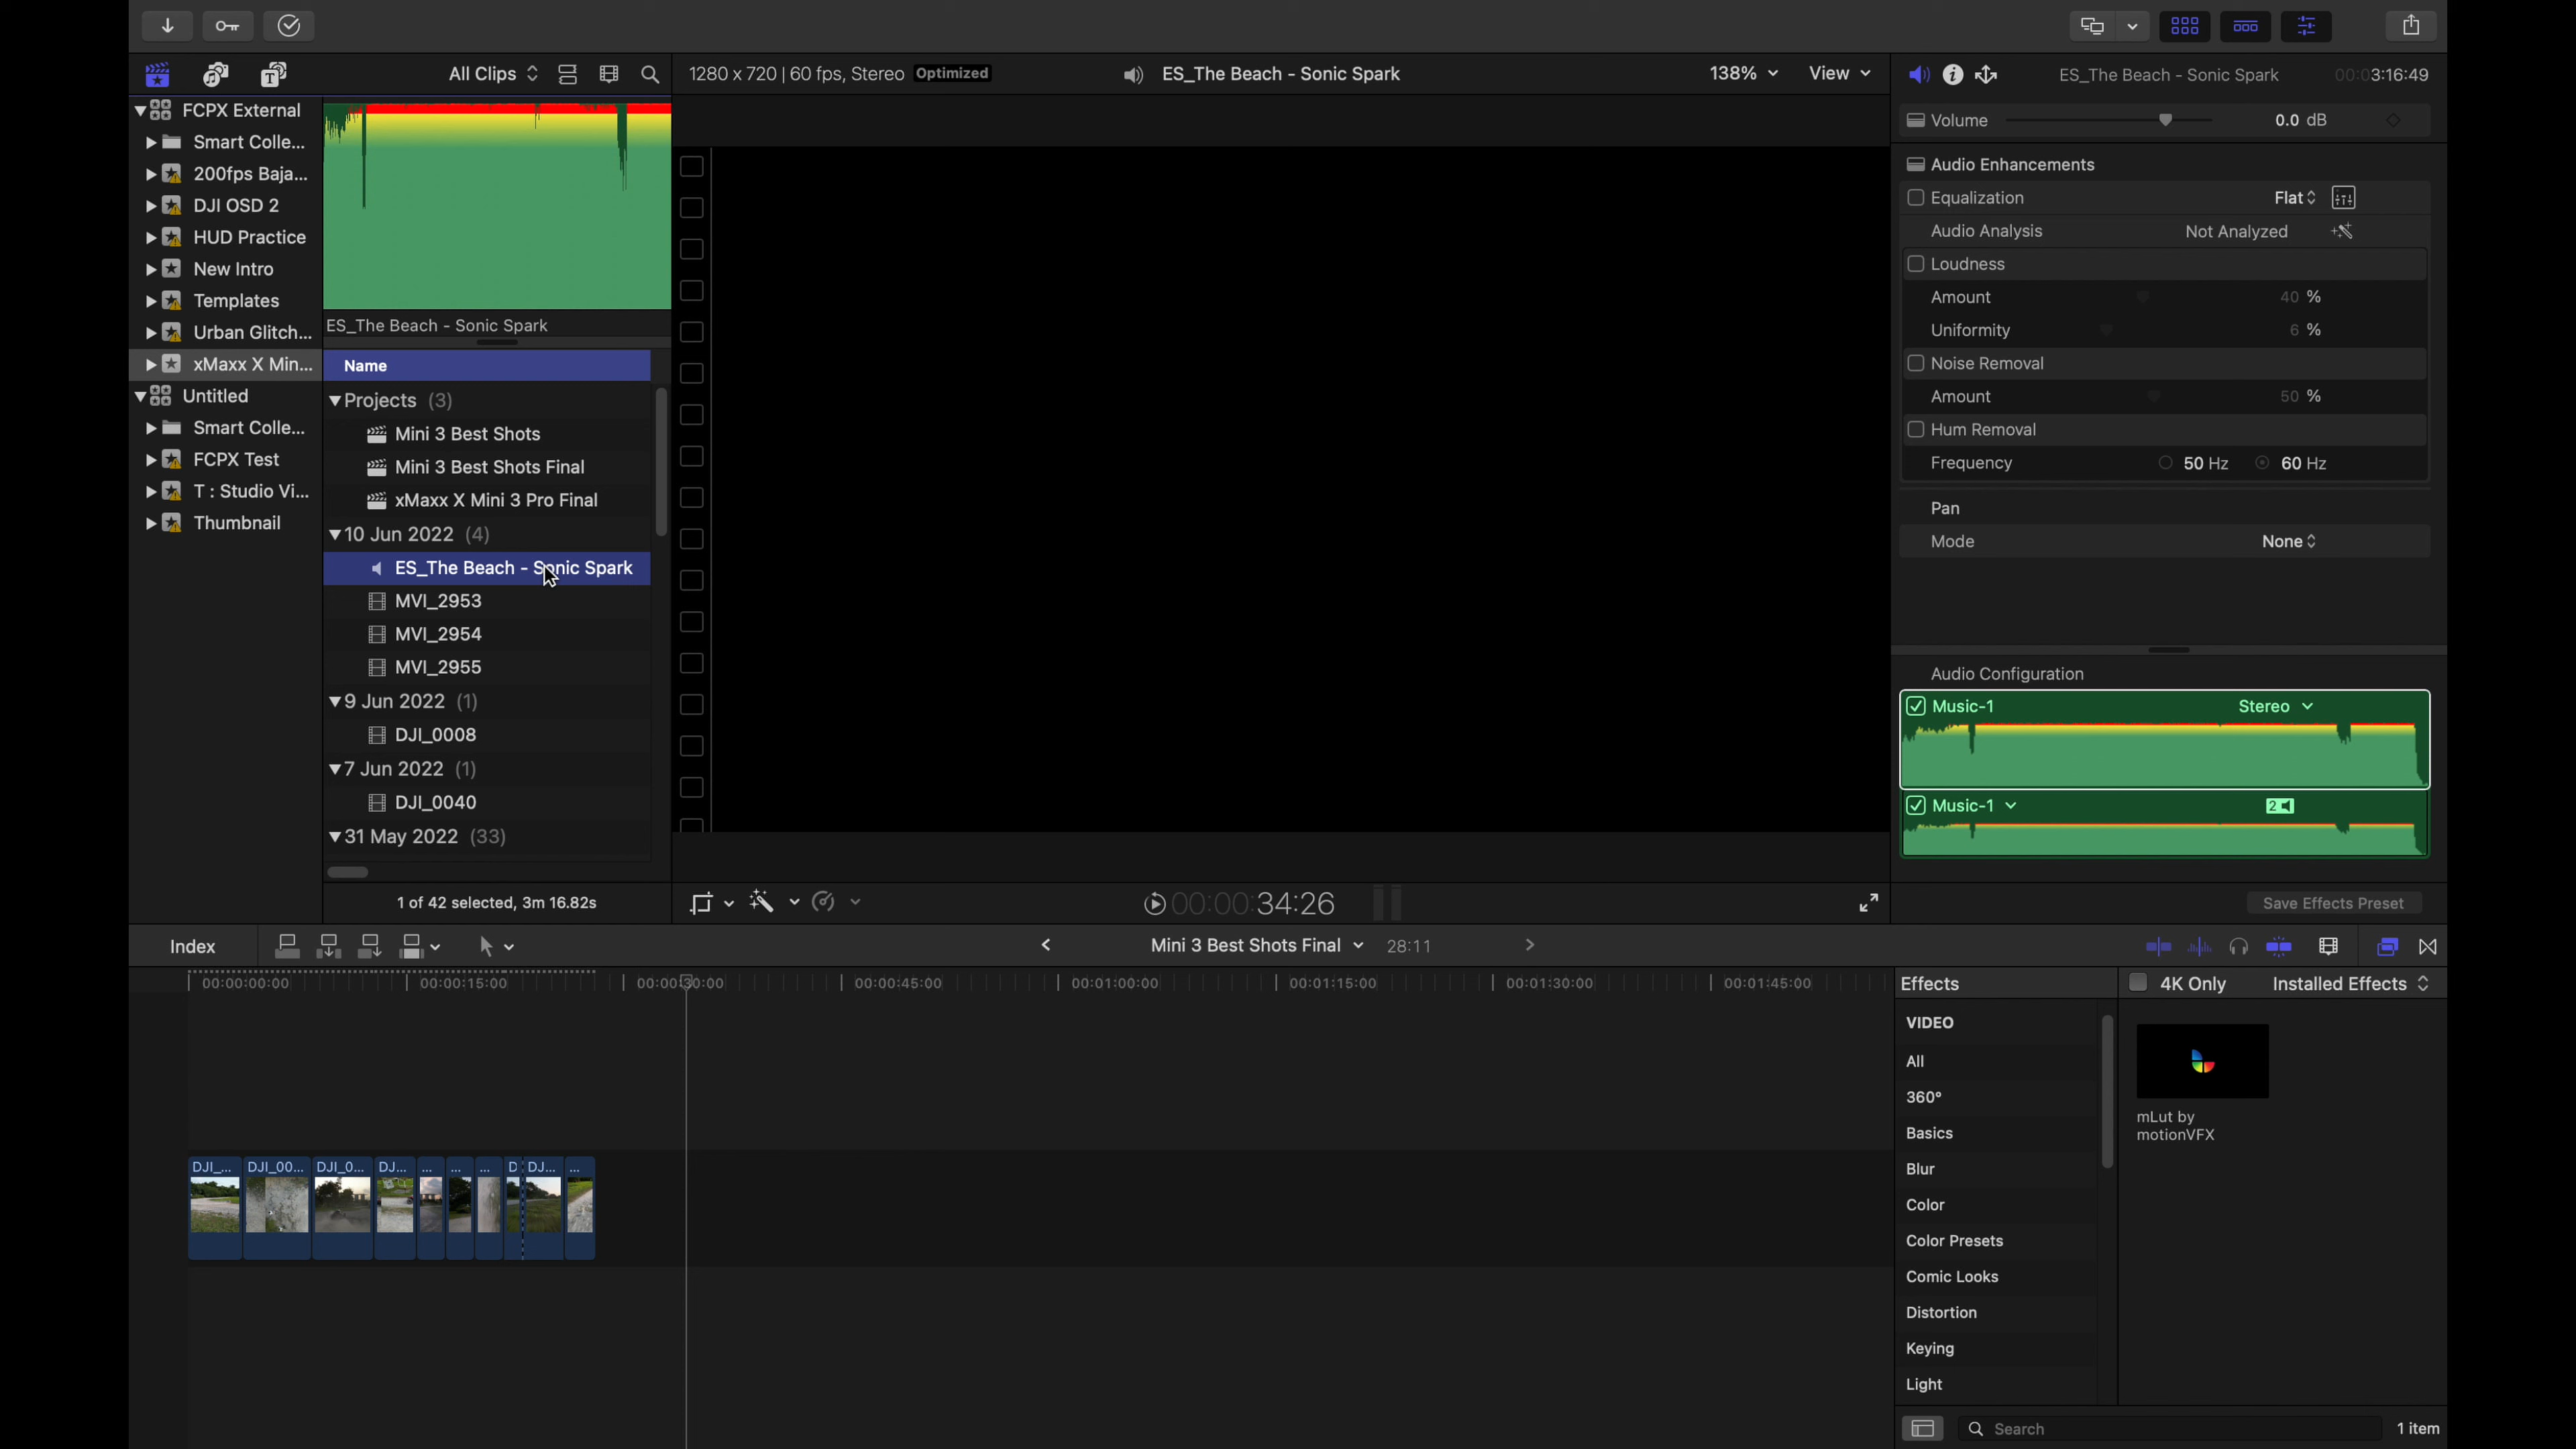 All Clips
1280 x 720 | 60 fps, Stereo Optimized
ES_The Beach - Sonic Spark
138%
View
ES_The Beach - Sonic Spark
00:03:16:49
FCPX External
Smart Colle...
200fps Baja...
DJI OSD 2
HUD Practice
New Intro
Templates
Urban Glitch...
xMaxx X Min...
Untitled
Smart Colle...
FCPX Test
T : Studio Vi...
Thumbnail
ES_The Beach - Sonic Spark
Name
Projects (3)
Mini 3 Best Shots
Mini 3 Best Shots Final
xMaxx X Mini 3 Pro Final
10 Jun 2022 (4)
ES_The Beach - Sonic Spark
MVI_2953
MVI_2954
MVI_2955
9 Jun 2022 (1)
DJI_0008
7 Jun 2022 (1)
DJI_0040
31 May 2022 (33)
1 of 42 selected, 3m 16.82s
00:00:34:26
Volume 0.0 dB
Audio Enhancements
Equalization Flat
Audio Analysis Not Analyzed
Loudness
Amount 40 %
Uniformity 6 %
Noise Removal
Amount 50 %
Hum Removal
Frequency 50 Hz 60 Hz
Pan
Mode None
Audio Configuration
Music-1 Stereo
Music-1 2
Save Effects Preset
Index
Mini 3 Best Shots Final 28:11
00:00:00:00 00:00:15:00 00:00:30:00 00:00:45:00 00:01:00:00 00:01:15:00 00:01:30:00 00:01:45:00
DJI_... DJI_00... DJI_0... DJ... ... ... ... D DJ... ...
Effects
4K Only
Installed Effects
VIDEO
All
360°
Basics
Blur
Color
Color Presets
Comic Looks
Distortion
Keying
Light
mLut by
motionVFX
Search
1 item